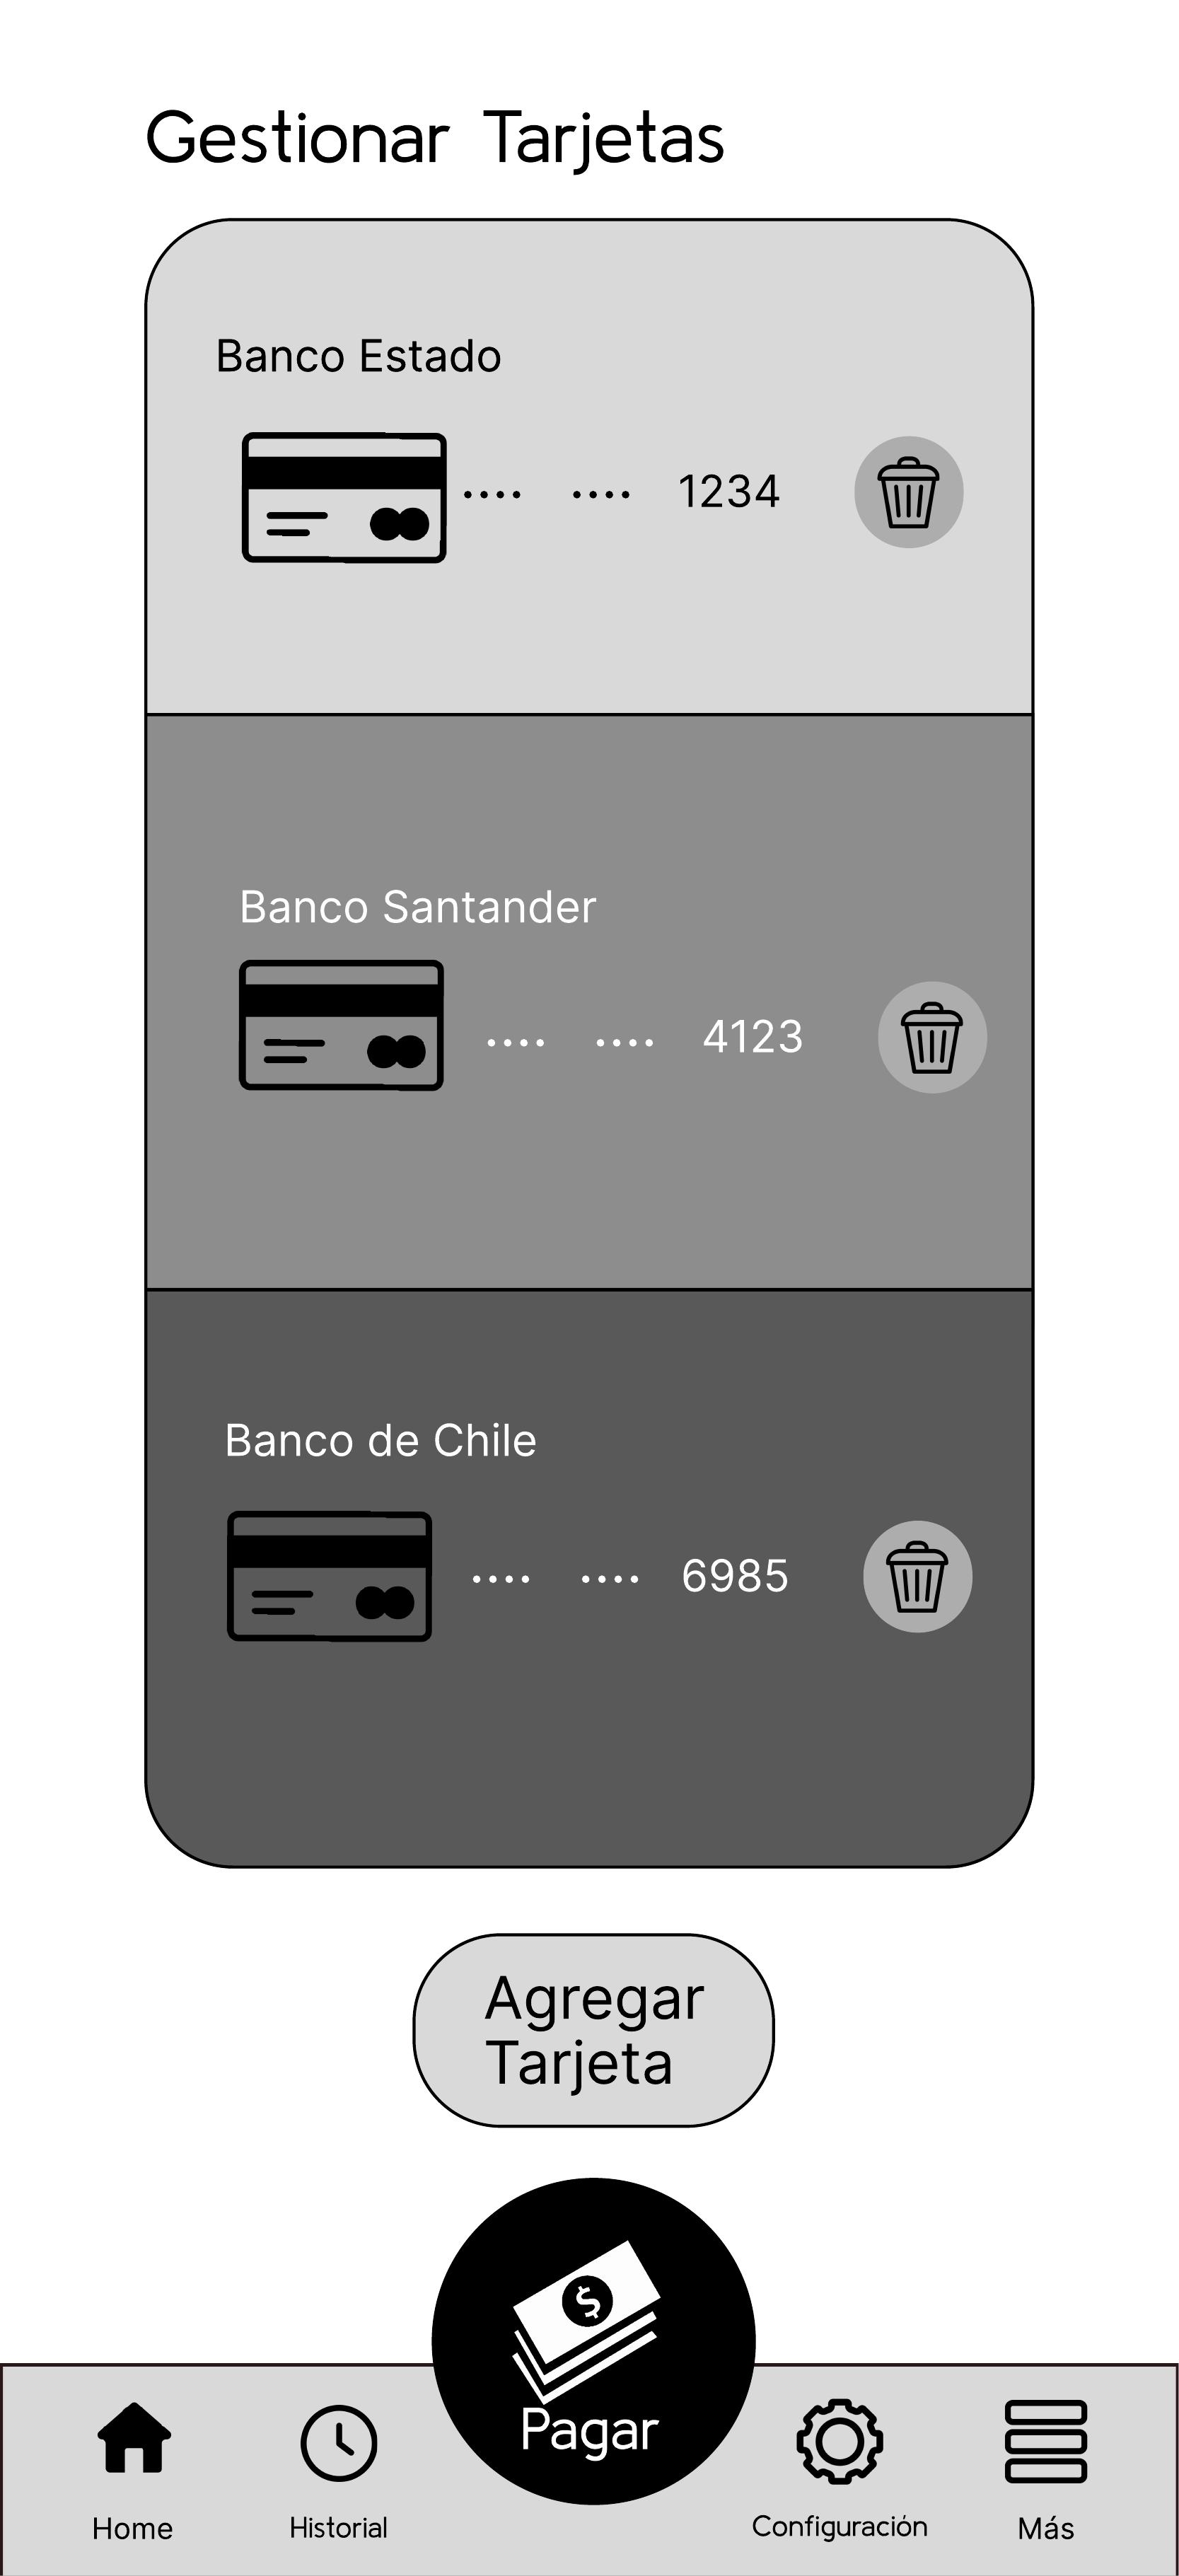 Gestionar Tarjetas
Banco Estado
.... .... 1234
Banco Santander
.... .... 4123
Banco de Chile
.... .... 6985
Agregar
Tarjeta
$
Pagar
Home
Historial
Configuración
Más